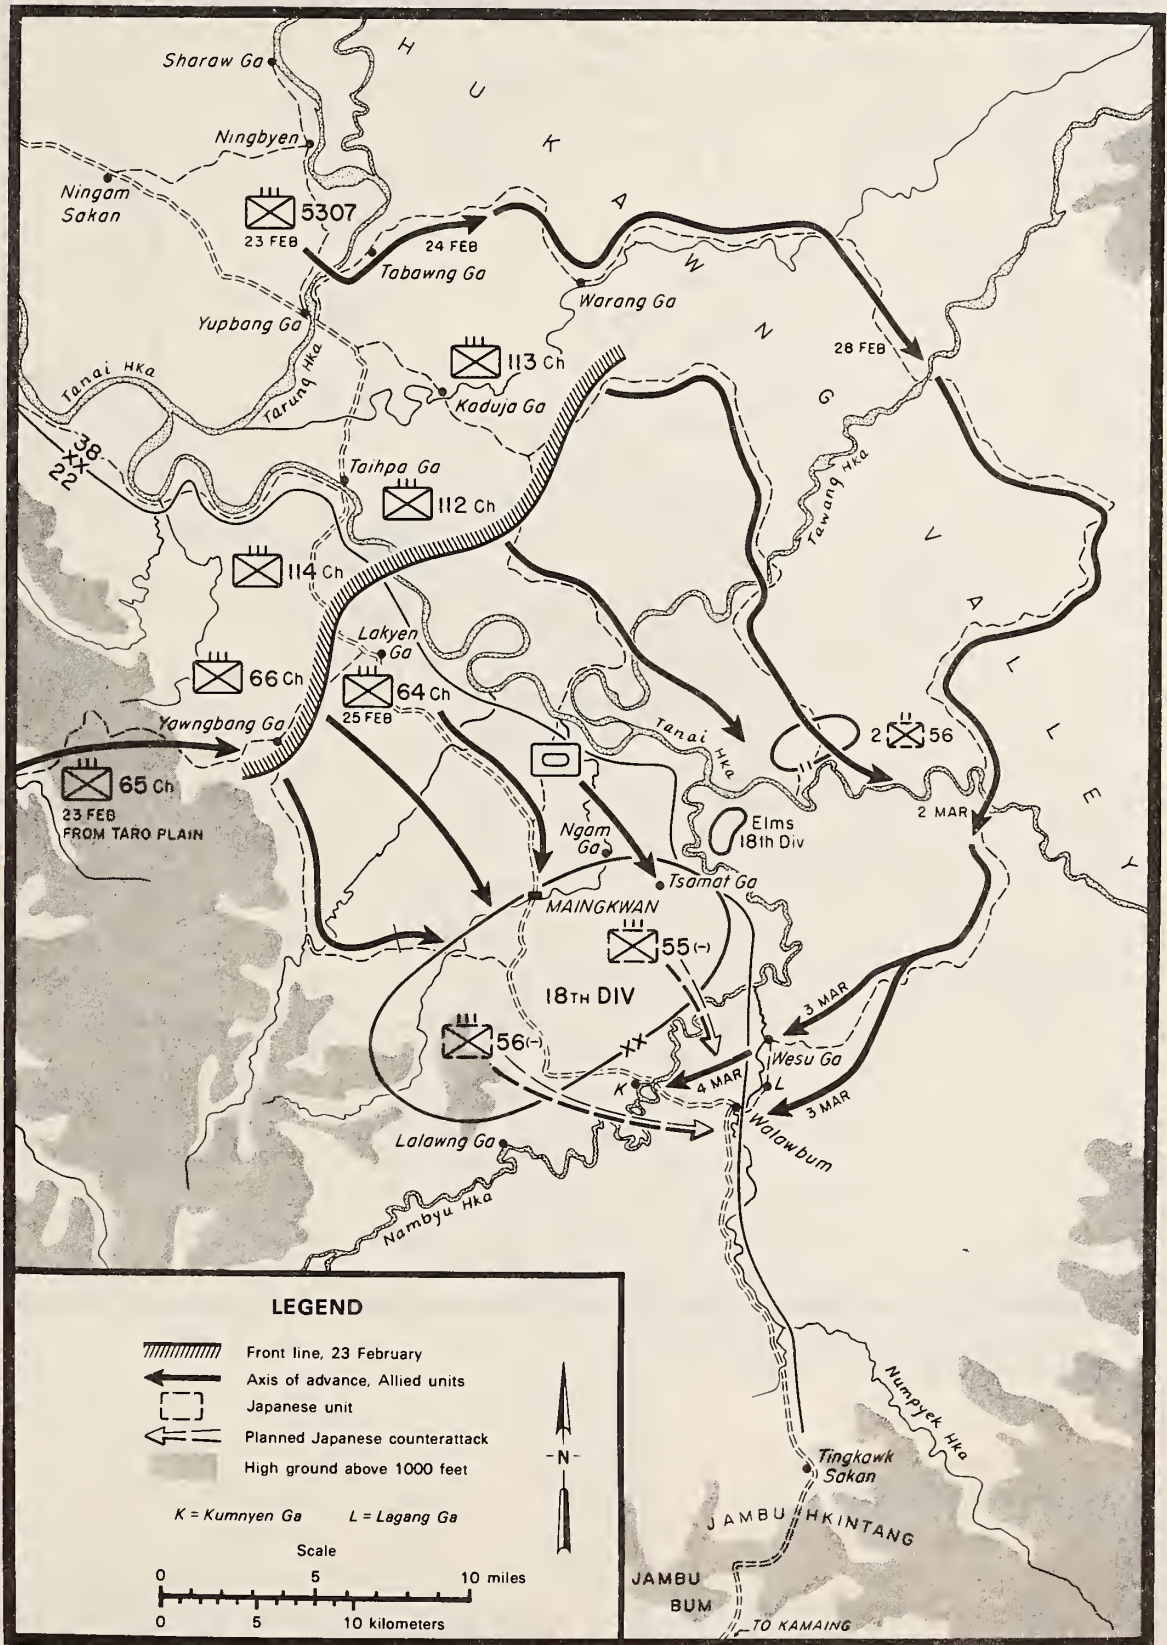 Sharaw Ga
HUKAWNG VALLEY
Ningbyen
Ningam
Sakan
5307
23 FEB
24 FEB
Tabawng Ga
Warang Ga
Yupbang Ga
28 FEB
113 Ch
Tanai Hka
Tarung Hka
Kaduja Ga
38
XX
22
Taihpa Ga
Tawang Hka
112 Ch
114 Ch
Lakyen
Ga
66 Ch
64 Ch
25 FEB
Yawngbang Ga
Tanai Hka
2 56
65 Ch
23 FEB
FROM TARO PLAIN
2 MAR
Ngam
Ga
Elms
18th Div
Tsamat Ga
MAINGKWAN
55(-)
18TH DIV
3 MAR
56(-)
XX
Wesu Ga
K
4 MAR
L
3 MAR
Walawbum
Lalawng Ga
Nambyu Hka
LEGEND
Front line, 23 February
Axis of advance, Allied units
Japanese unit
Planned Japanese counterattack
High ground above 1000 feet
K = Kumnyen Ga L = Lagang Ga
-N-
Scale
0 5 10 miles
0 5 10 kilometers
Numpyek Hka
Tingkawk
Sakan
JAMBU HKINTANG
JAMBU
BUM
TO KAMAING